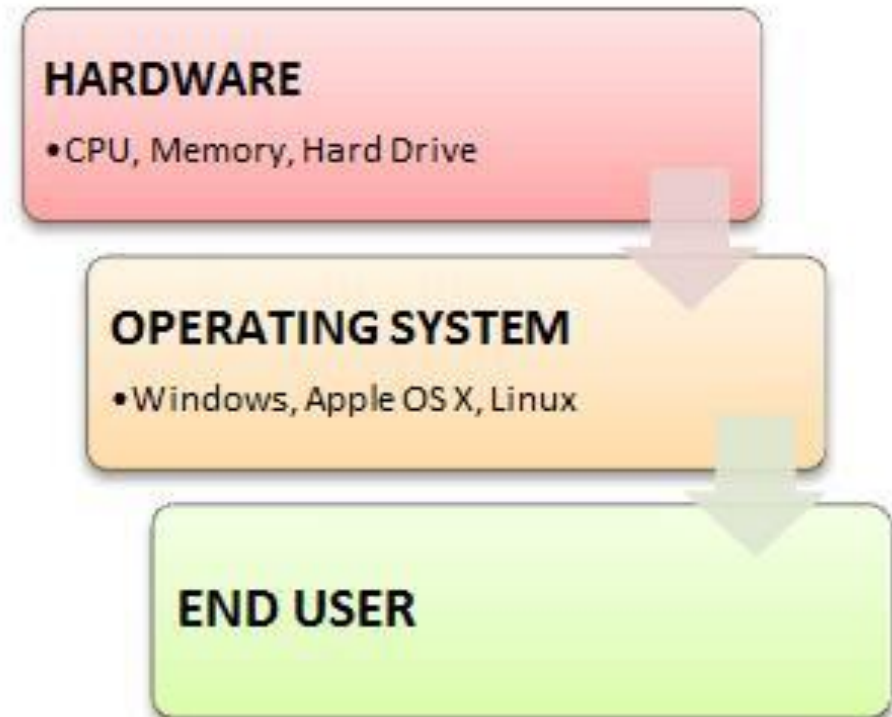 HARDWARE
•CPU, Memory, Hard Drive
OPERATING SYSTEM
•Windows, Apple OS X, Linux
END USER